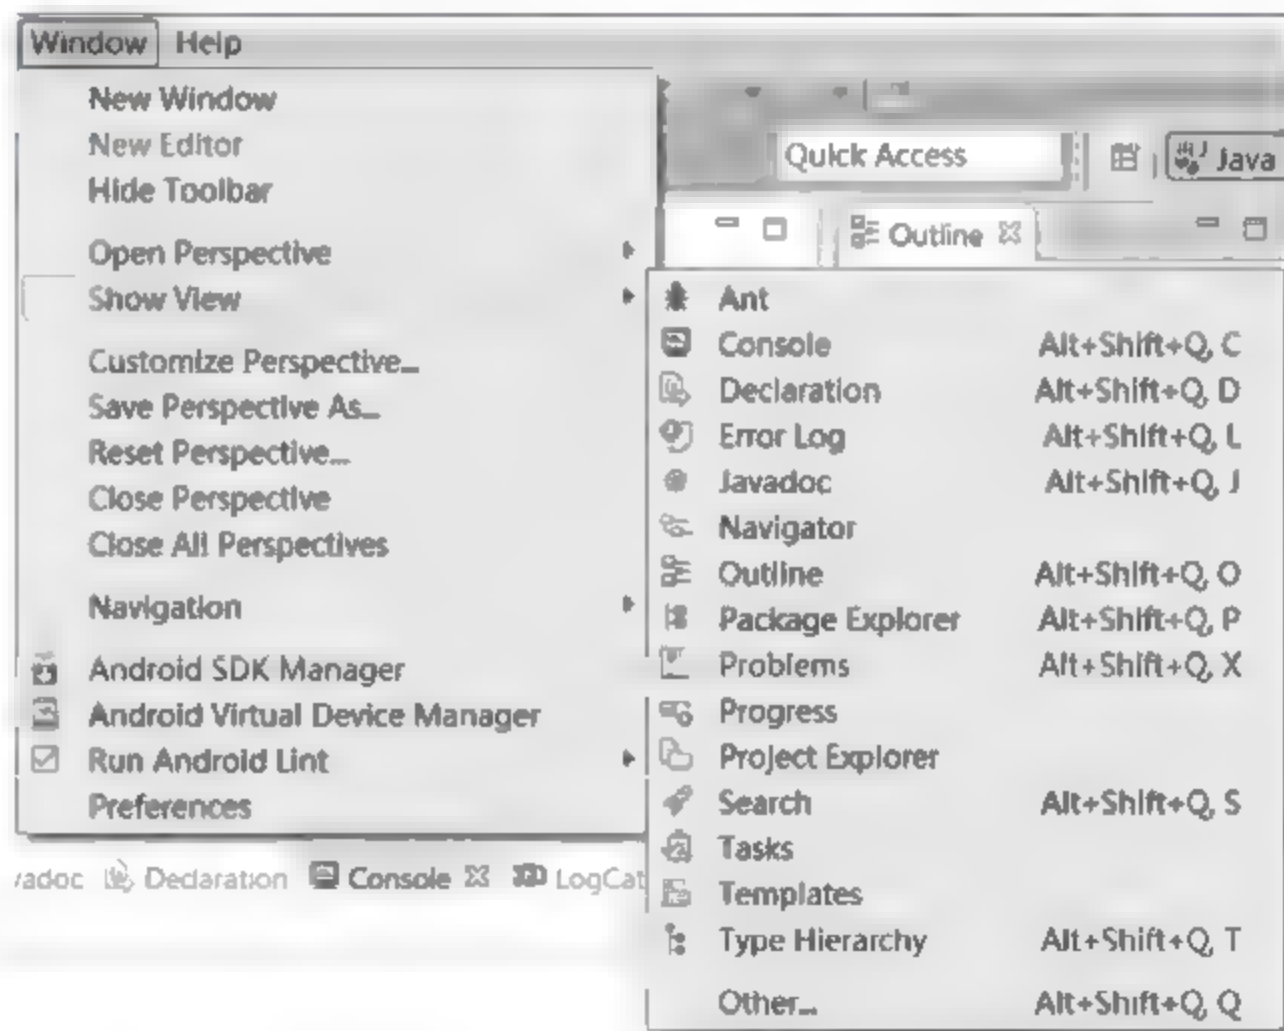 Window Help
New Window
New Editor
Hide Toolbar
Open Perspective
Show View
Customize Perspective...
Save Perspective As...
Reset Perspective...
Close Perspective
Close All Perspectives
Navigation
Android SDK Manager
Android Virtual Device Manager
Run Android Lint
Preferences
Quick Access
Java
Outline
Ant
Console Alt+Shift+Q, C
Declaration Alt+Shift+Q, D
Error Log Alt+Shift+Q, L
Javadoc Alt+Shift+Q, J
Navigator
Outline Alt+Shift+Q, O
Package Explorer Alt+Shift+Q, P
Problems Alt+Shift+Q, X
Progress
Project Explorer
Search Alt+Shift+Q, S
Tasks
Templates
Type Hierarchy Alt+Shift+Q, T
Other... Alt+Shift+Q, Q
vadoc Declaration Console LogCat